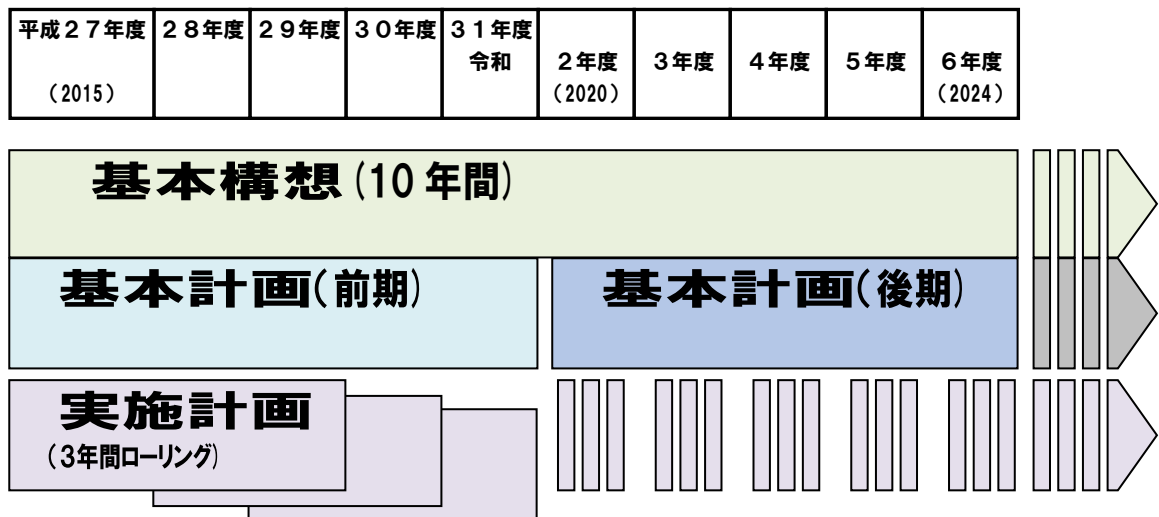 平成２７年度
（2015）
２８年度
２９年度
３０年度
３１年度
令和
２年度
（2020）
３年度
４年度
５年度
６年度
（2024）
基本構想(10年間)
基本計画(前期)
基本計画(後期)
実施計画
（3年間ローリング）